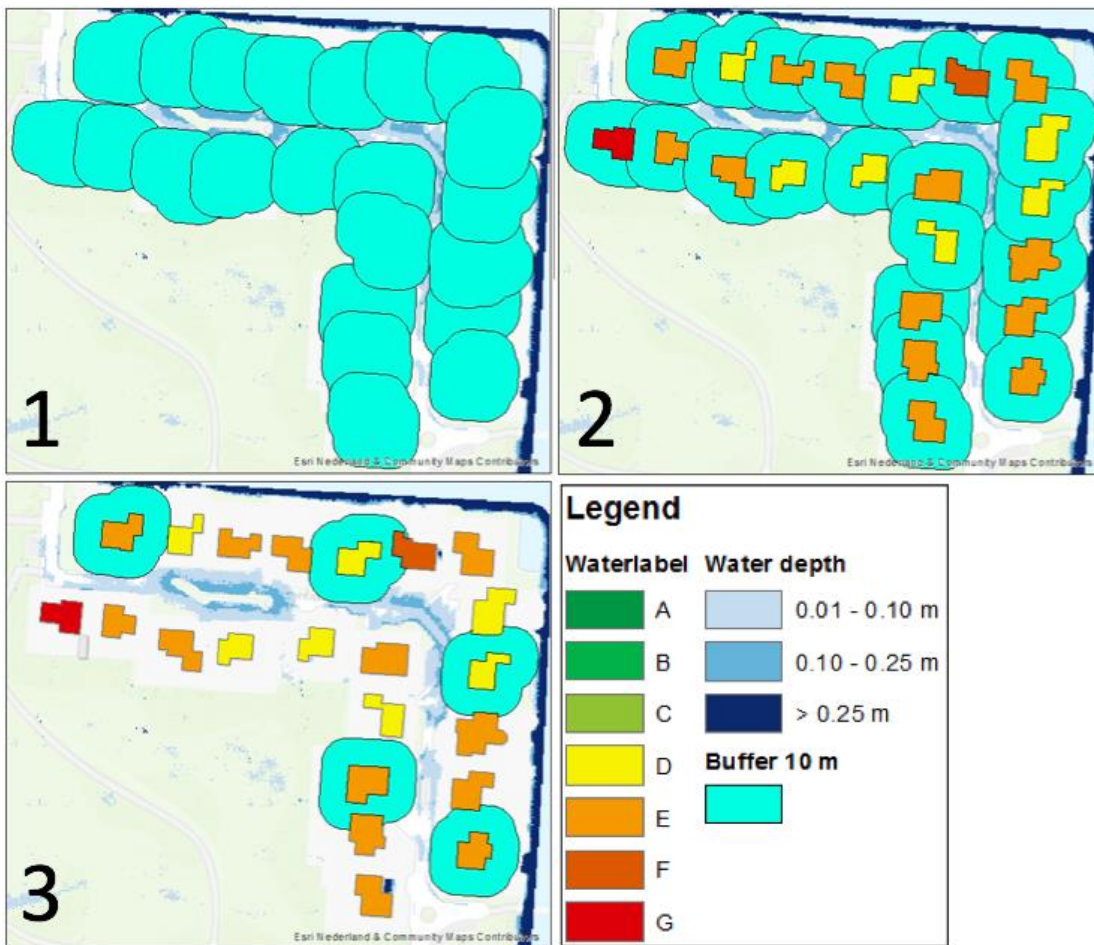 1
Esri Nederland & Community Maps Contributors
2
Esri Nederland & Community Maps Contributors
3
Esri Nederland & Community Maps Contributors
Legend
Waterlabel
A
B
C
D
E
F
G
Water depth
0.01 - 0.10 m
0.10 - 0.25 m
> 0.25 m
Buffer 10 m